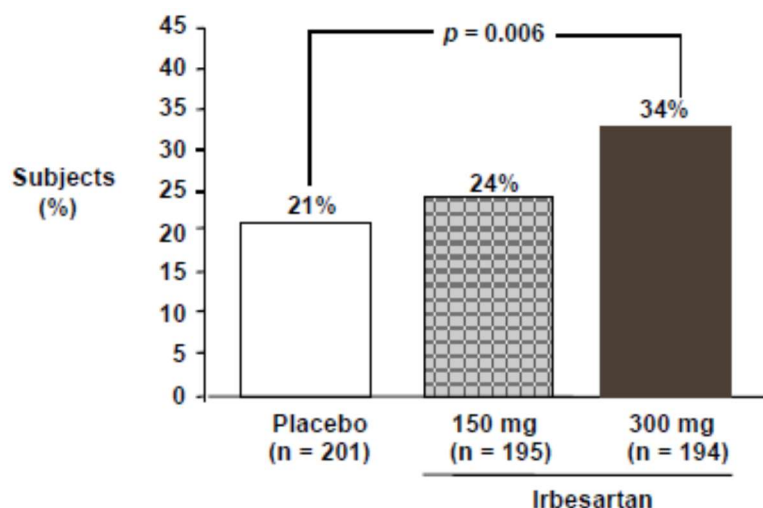 45
40
35
30
25
20
15
10
5
0
Subjects
(%)
p = 0.006
21%
24%
34%
Placebo
(n = 201)
150 mg
(n = 195)
300 mg
(n = 194)
Irbesartan